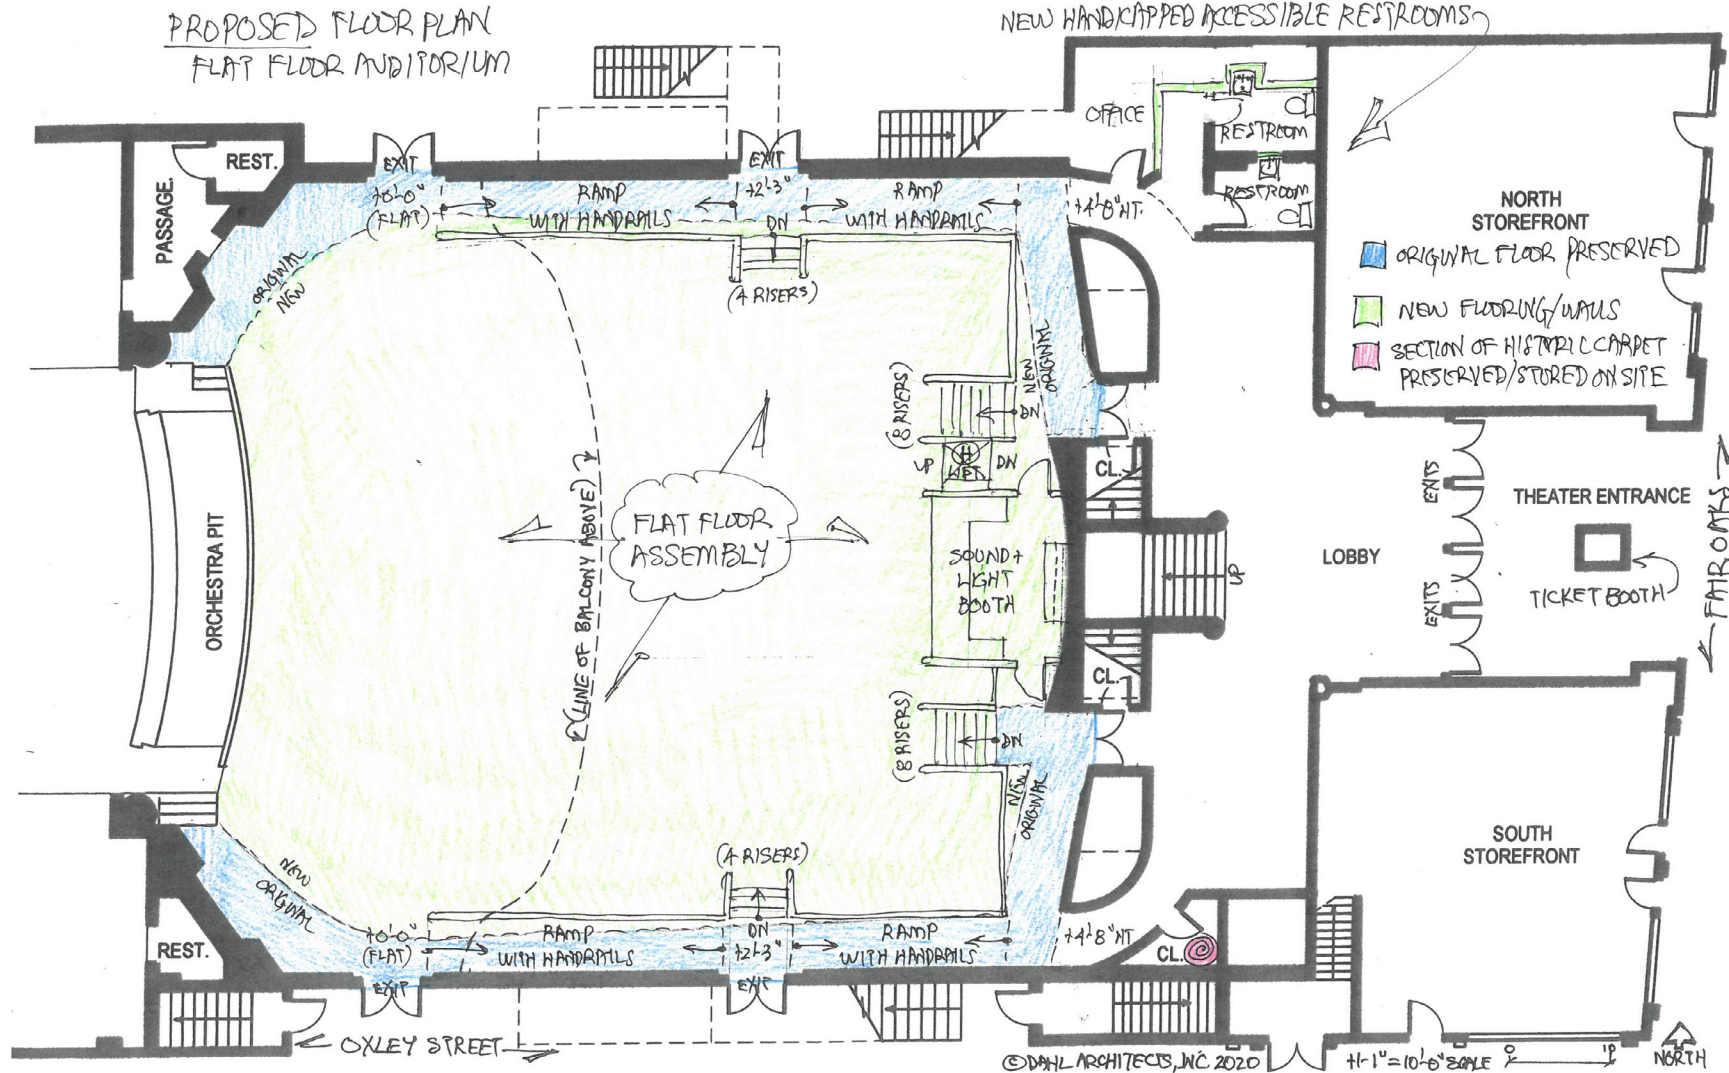 PROPOSED FLOOR PLAN
FLAT FLOOR AUDITORIUM
NEW HANDICAPPED ACCESSIBLE RESTROOMS
OFFICE
RESTROOM
RESTROOM
REST.
PASSAGE.
EXIT
EXIT
+0'-0"
(FLAT)
RAMP
WITH HANDRAILS
+2'-3"
DN
RAMP
WITH HANDRAILS
+4'-8" HT.
(4 RISERS)
ORIGINAL
NEW
NEW
ORIGINAL
NORTH
STOREFRONT
ORIGINAL FLOOR PRESERVED
NEW FLOORING/WALLS
SECTION OF HISTORIC CARPET
PRESERVED/STORED ON SITE
(8 RISERS)
DN
UP
H
LIFT
DN
CL.
ORCHESTRA PIT
(LINE OF BALCONY ABOVE)
FLAT FLOOR
ASSEMBLY
SOUND +
LIGHT
BOOTH
UP
LOBBY
EXITS
EXITS
THEATER ENTRANCE
TICKET BOOTH
FAIR OAKS
CL.
(8 RISERS)
DN
NEW
ORIGINAL
SOUTH
STOREFRONT
NEW
ORIGINAL
(4 RISERS)
+0'-0"
(FLAT)
RAMP
WITH HANDRAILS
DN
+2'-3"
RAMP
WITH HANDRAILS
+4'-8" HT
CL.
REST.
EXIT
EXIT
OXLEY STREET
©DAHL ARCHITECTS, INC 2020
+/-1"=10'-0" SCALE
0
10
NORTH